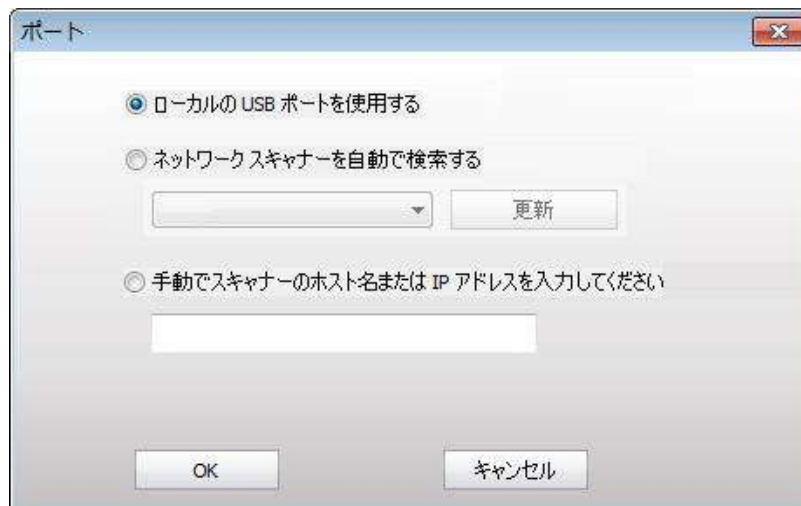 ポート
ローカルの USB ポートを使用する
ネットワークスキャナーを自動で検索する
更新
手動でスキャナーのホスト名または IP アドレスを入力してください
OK
キャンセル